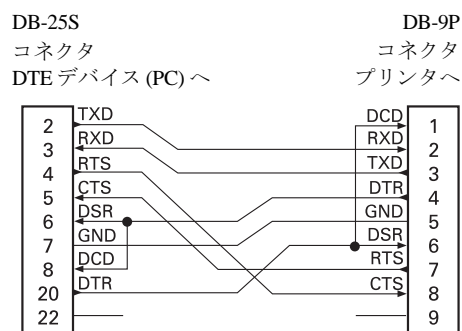 DB-25S
コネクタ
DTE デバイス (PC) へ
DB-9P
コネクタ
プリンタへ
2 TXD
3 RXD
4 RTS
5 CTS
6 DSR
7 GND
8 DCD
20 DTR
22
DCD 1
RXD 2
TXD 3
DTR 4
GND 5
DSR 6
RTS 7
CTS 8
9